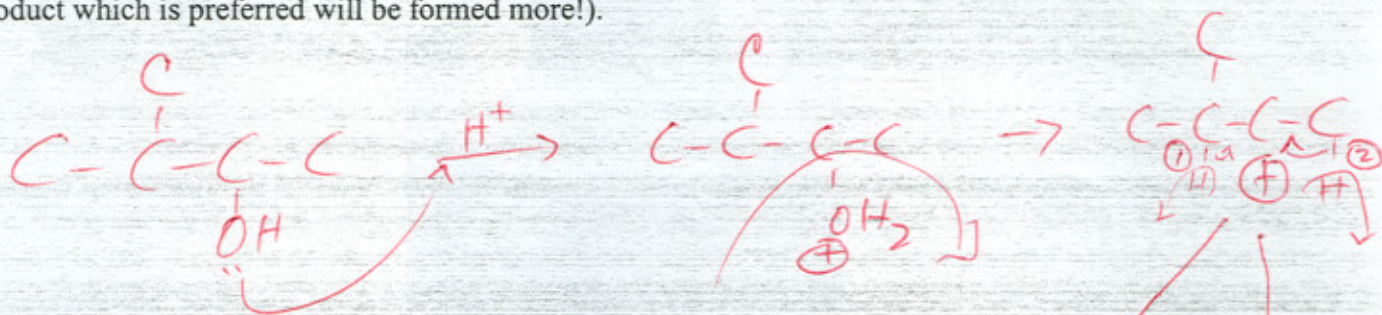 oduct which is preferred will be formed more!).
C C C
C-C-C-C H+ C-C-C-C C-C-C-C
① a ②
H + H
OH OH2
+